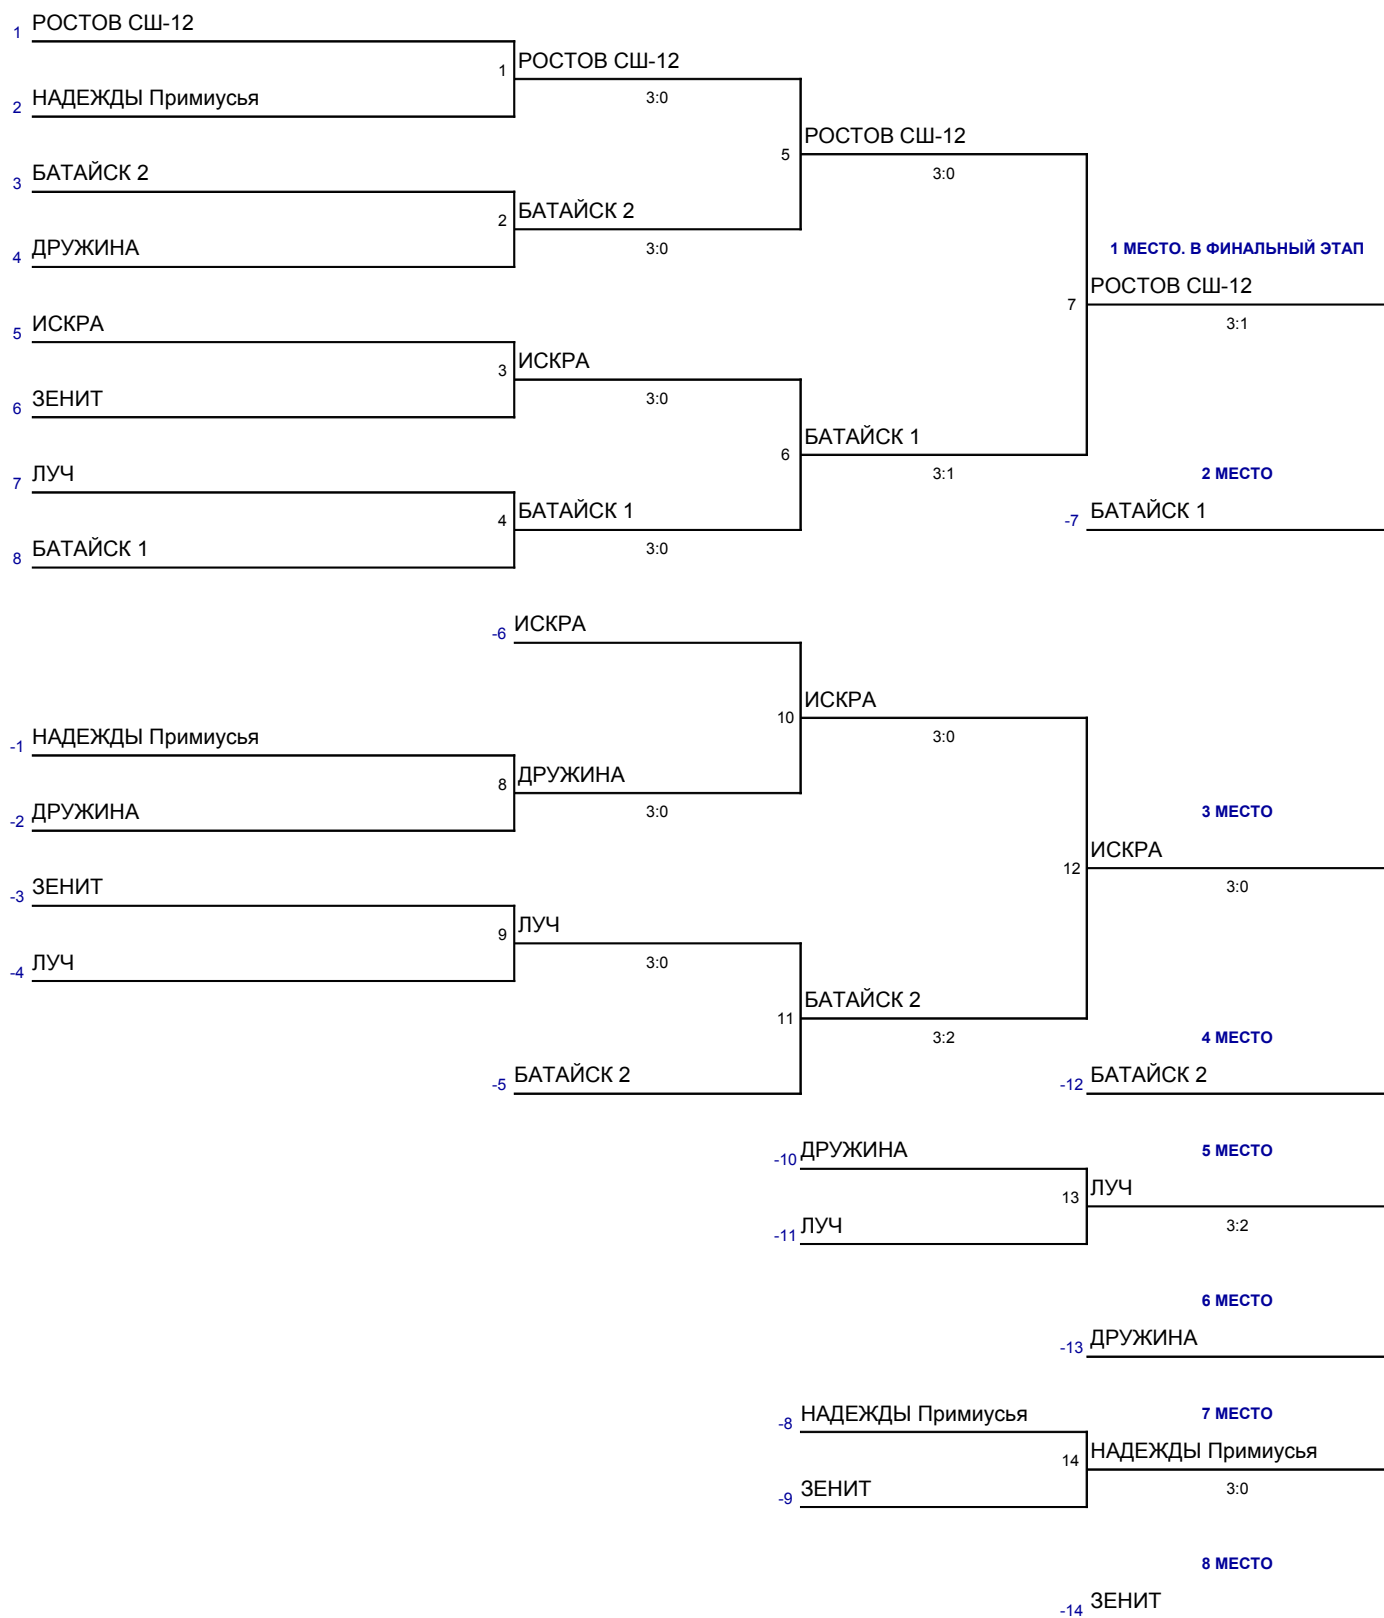 РОСТОВ СШ-12
1
РОСТОВ СШ-12
1
3:0
НАДЕЖДЫ Примиусья
2
РОСТОВ СШ-12
5
3:0
БАТАЙСК 2
3
БАТАЙСК 2
2
3:0
ДРУЖИНА
4
1 МЕСТО. В ФИНАЛЬНЫЙ ЭТАП
РОСТОВ СШ-12
7
3:1
ИСКРА
5
ИСКРА
3
3:0
ЗЕНИТ
6
БАТАЙСК 1
6
3:1
ЛУЧ
7
2 МЕСТО
БАТАЙСК 1
4
3:0
-7 БАТАЙСК 1
БАТАЙСК 1
8
-6 ИСКРА
ИСКРА
10
3:0
-1 НАДЕЖДЫ Примиусья
ДРУЖИНА
8
3:0
-2 ДРУЖИНА
3 МЕСТО
ИСКРА
12
3:0
-3 ЗЕНИТ
ЛУЧ
9
3:0
-4 ЛУЧ
БАТАЙСК 2
11
3:2
4 МЕСТО
-5 БАТАЙСК 2
-12 БАТАЙСК 2
-10 ДРУЖИНА
5 МЕСТО
ЛУЧ
13
3:2
-11 ЛУЧ
6 МЕСТО
-13 ДРУЖИНА
-8 НАДЕЖДЫ Примиусья
7 МЕСТО
НАДЕЖДЫ Примиусья
14
3:0
-9 ЗЕНИТ
8 МЕСТО
-14 ЗЕНИТ